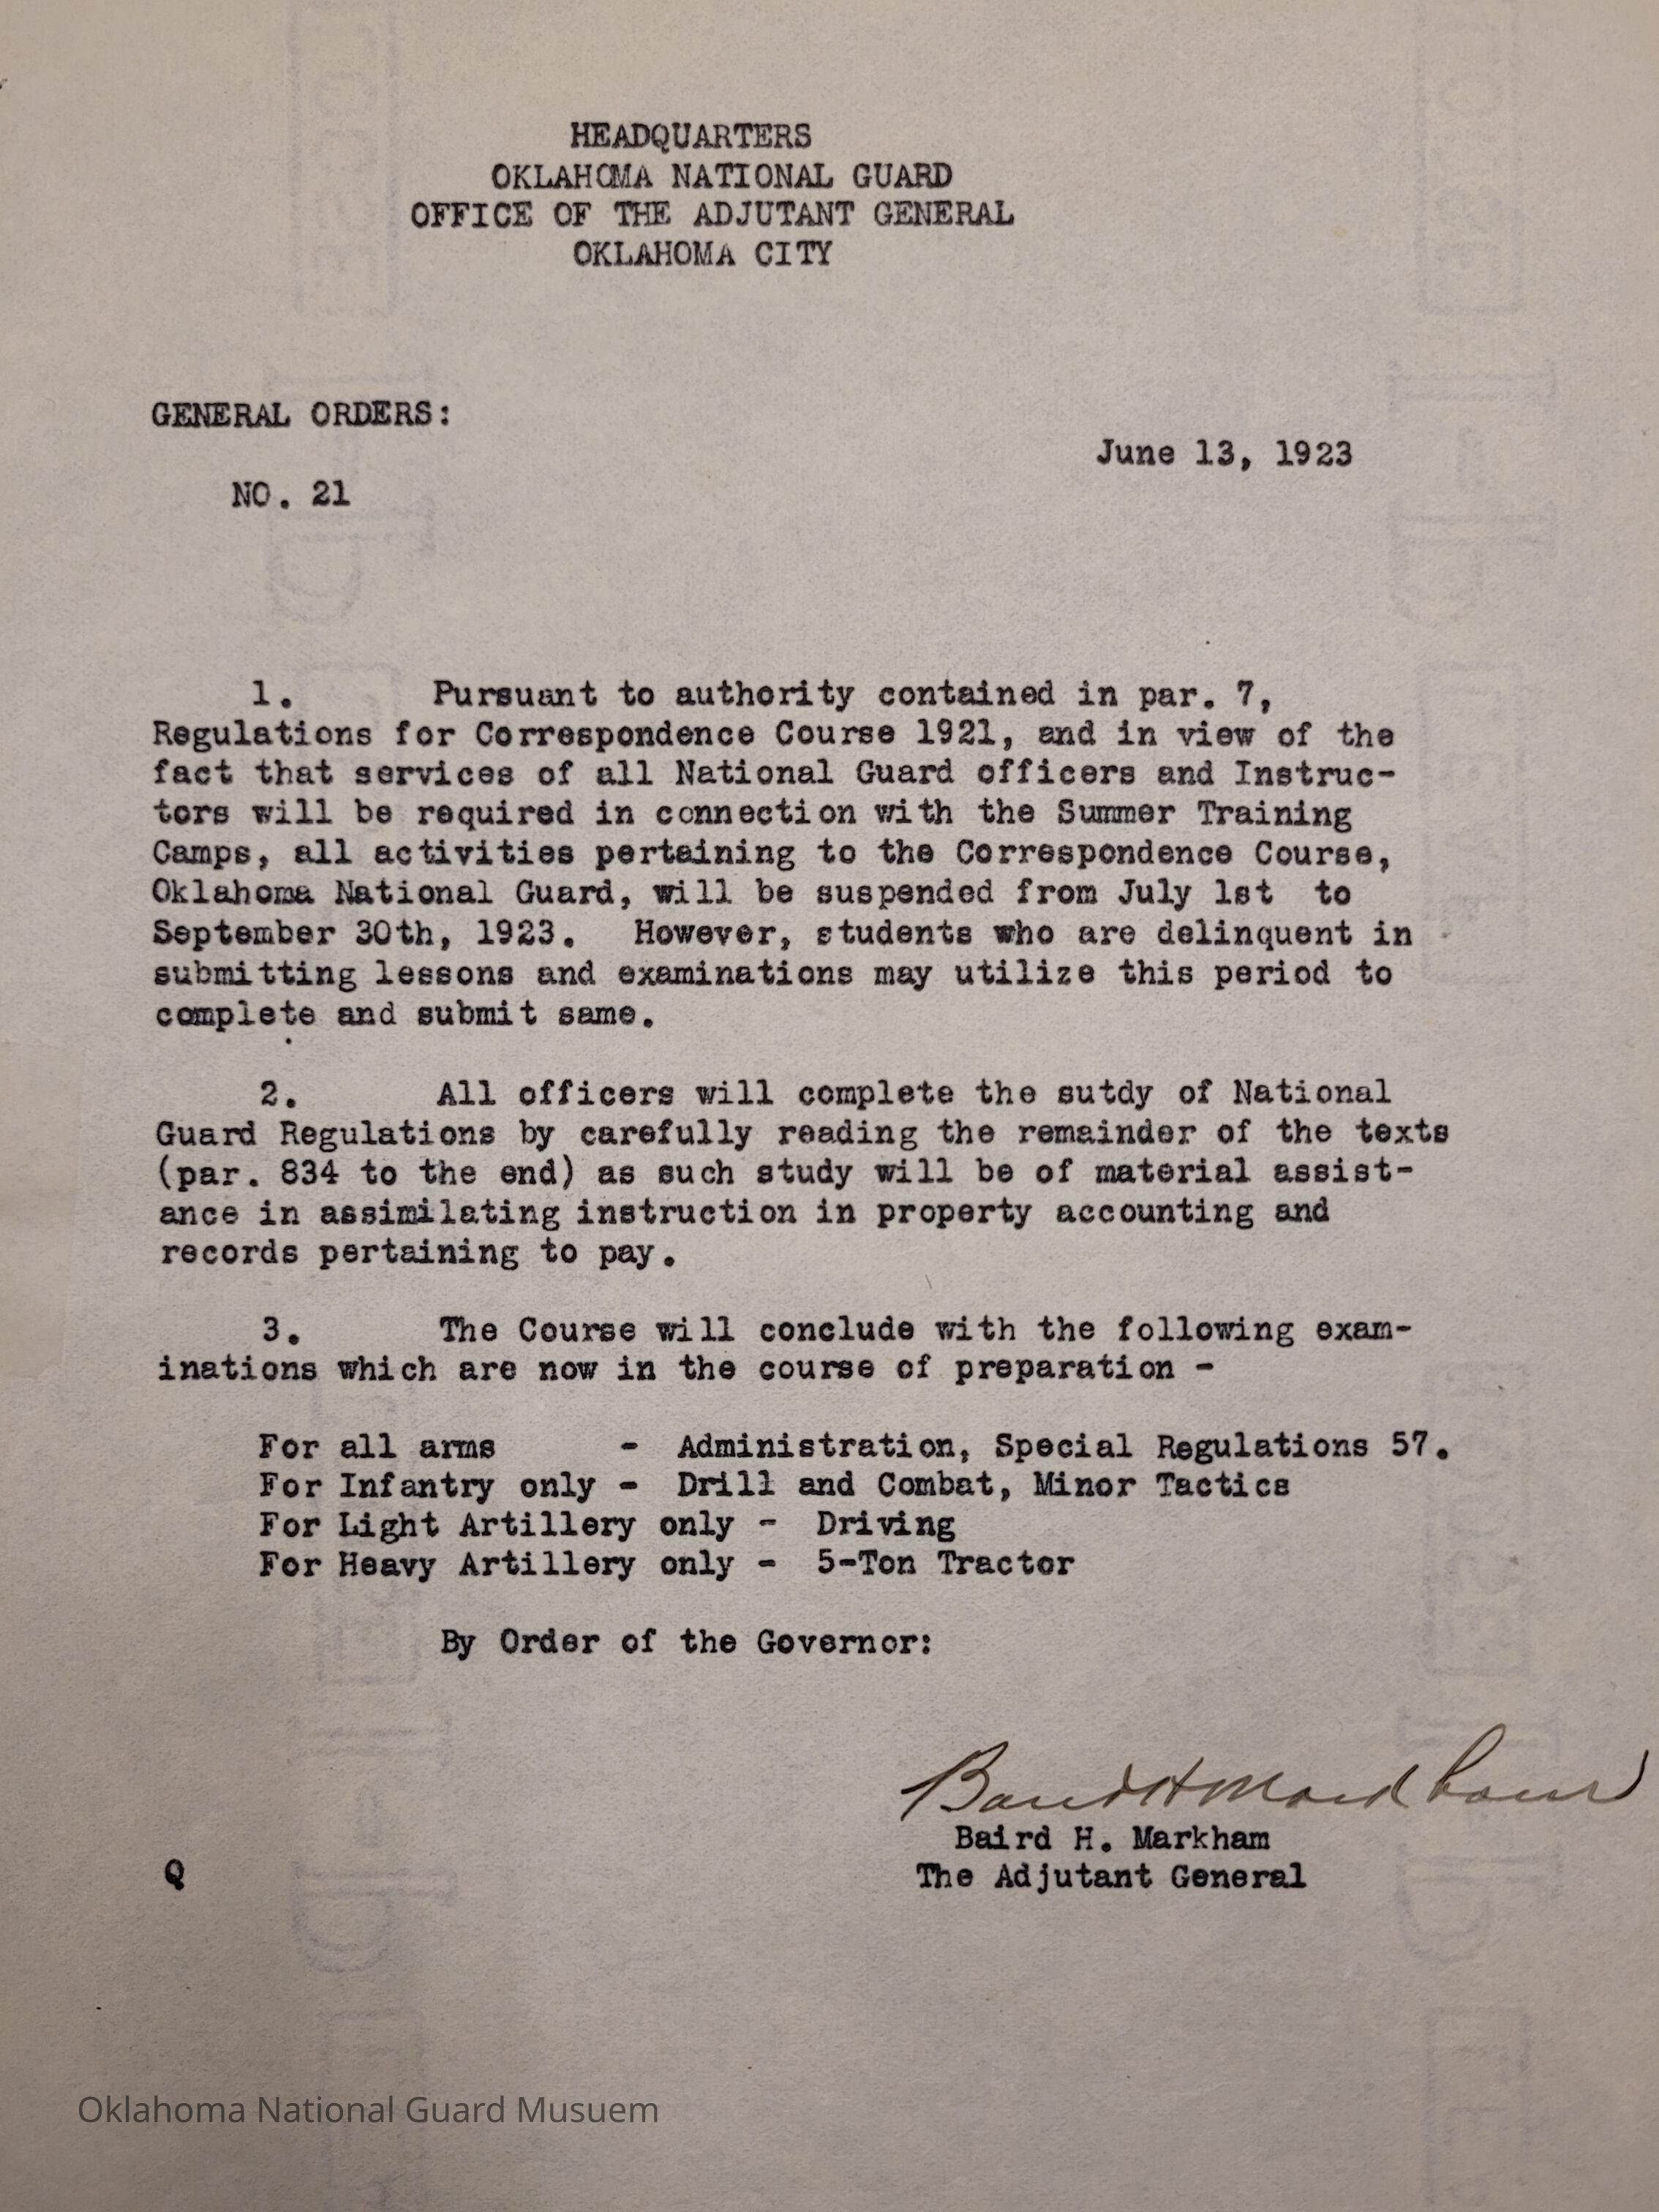 HEADQUARTERS
OKLAHOMA NATIONAL GUARD
OFFICE OF THE ADJUTANT GENERAL
OKLAHOMA CITY
GENERAL ORDERS:
June 13, 1923
NO. 21
1. Pursuant to authority contained in par. 7,
Regulations for Correspondence Course 1921, and in view of the
fact that services of all National Guard officers and Instruc-
tors will be required in connection with the Summer Training
Camps, all activities pertaining to the Correspondence Course,
Oklahoma National Guard, will be suspended from July 1st to
September 30th, 1923. However, students who are delinquent in
submitting lessons and examinations may utilize this period to
complete and submit same.
2. All officers will complete the sutdy of National
Guard Regulations by carefully reading the remainder of the texts
(par. 834 to the end) as such study will be of material assist-
ance in assimilating instruction in property accounting and
records pertaining to pay.
3. The Course will conclude with the following exam-
inations which are now in the course of preparation -
For all arms - Administration, Special Regulations 57.
For Infantry only - Drill and Combat, Minor Tactics
For Light Artillery only - Driving
For Heavy Artillery only - 5-Ton Tractor
By Order of the Governor:
Baird H Markham
Baird H. Markham
The Adjutant General
Q
Oklahoma National Guard Musuem